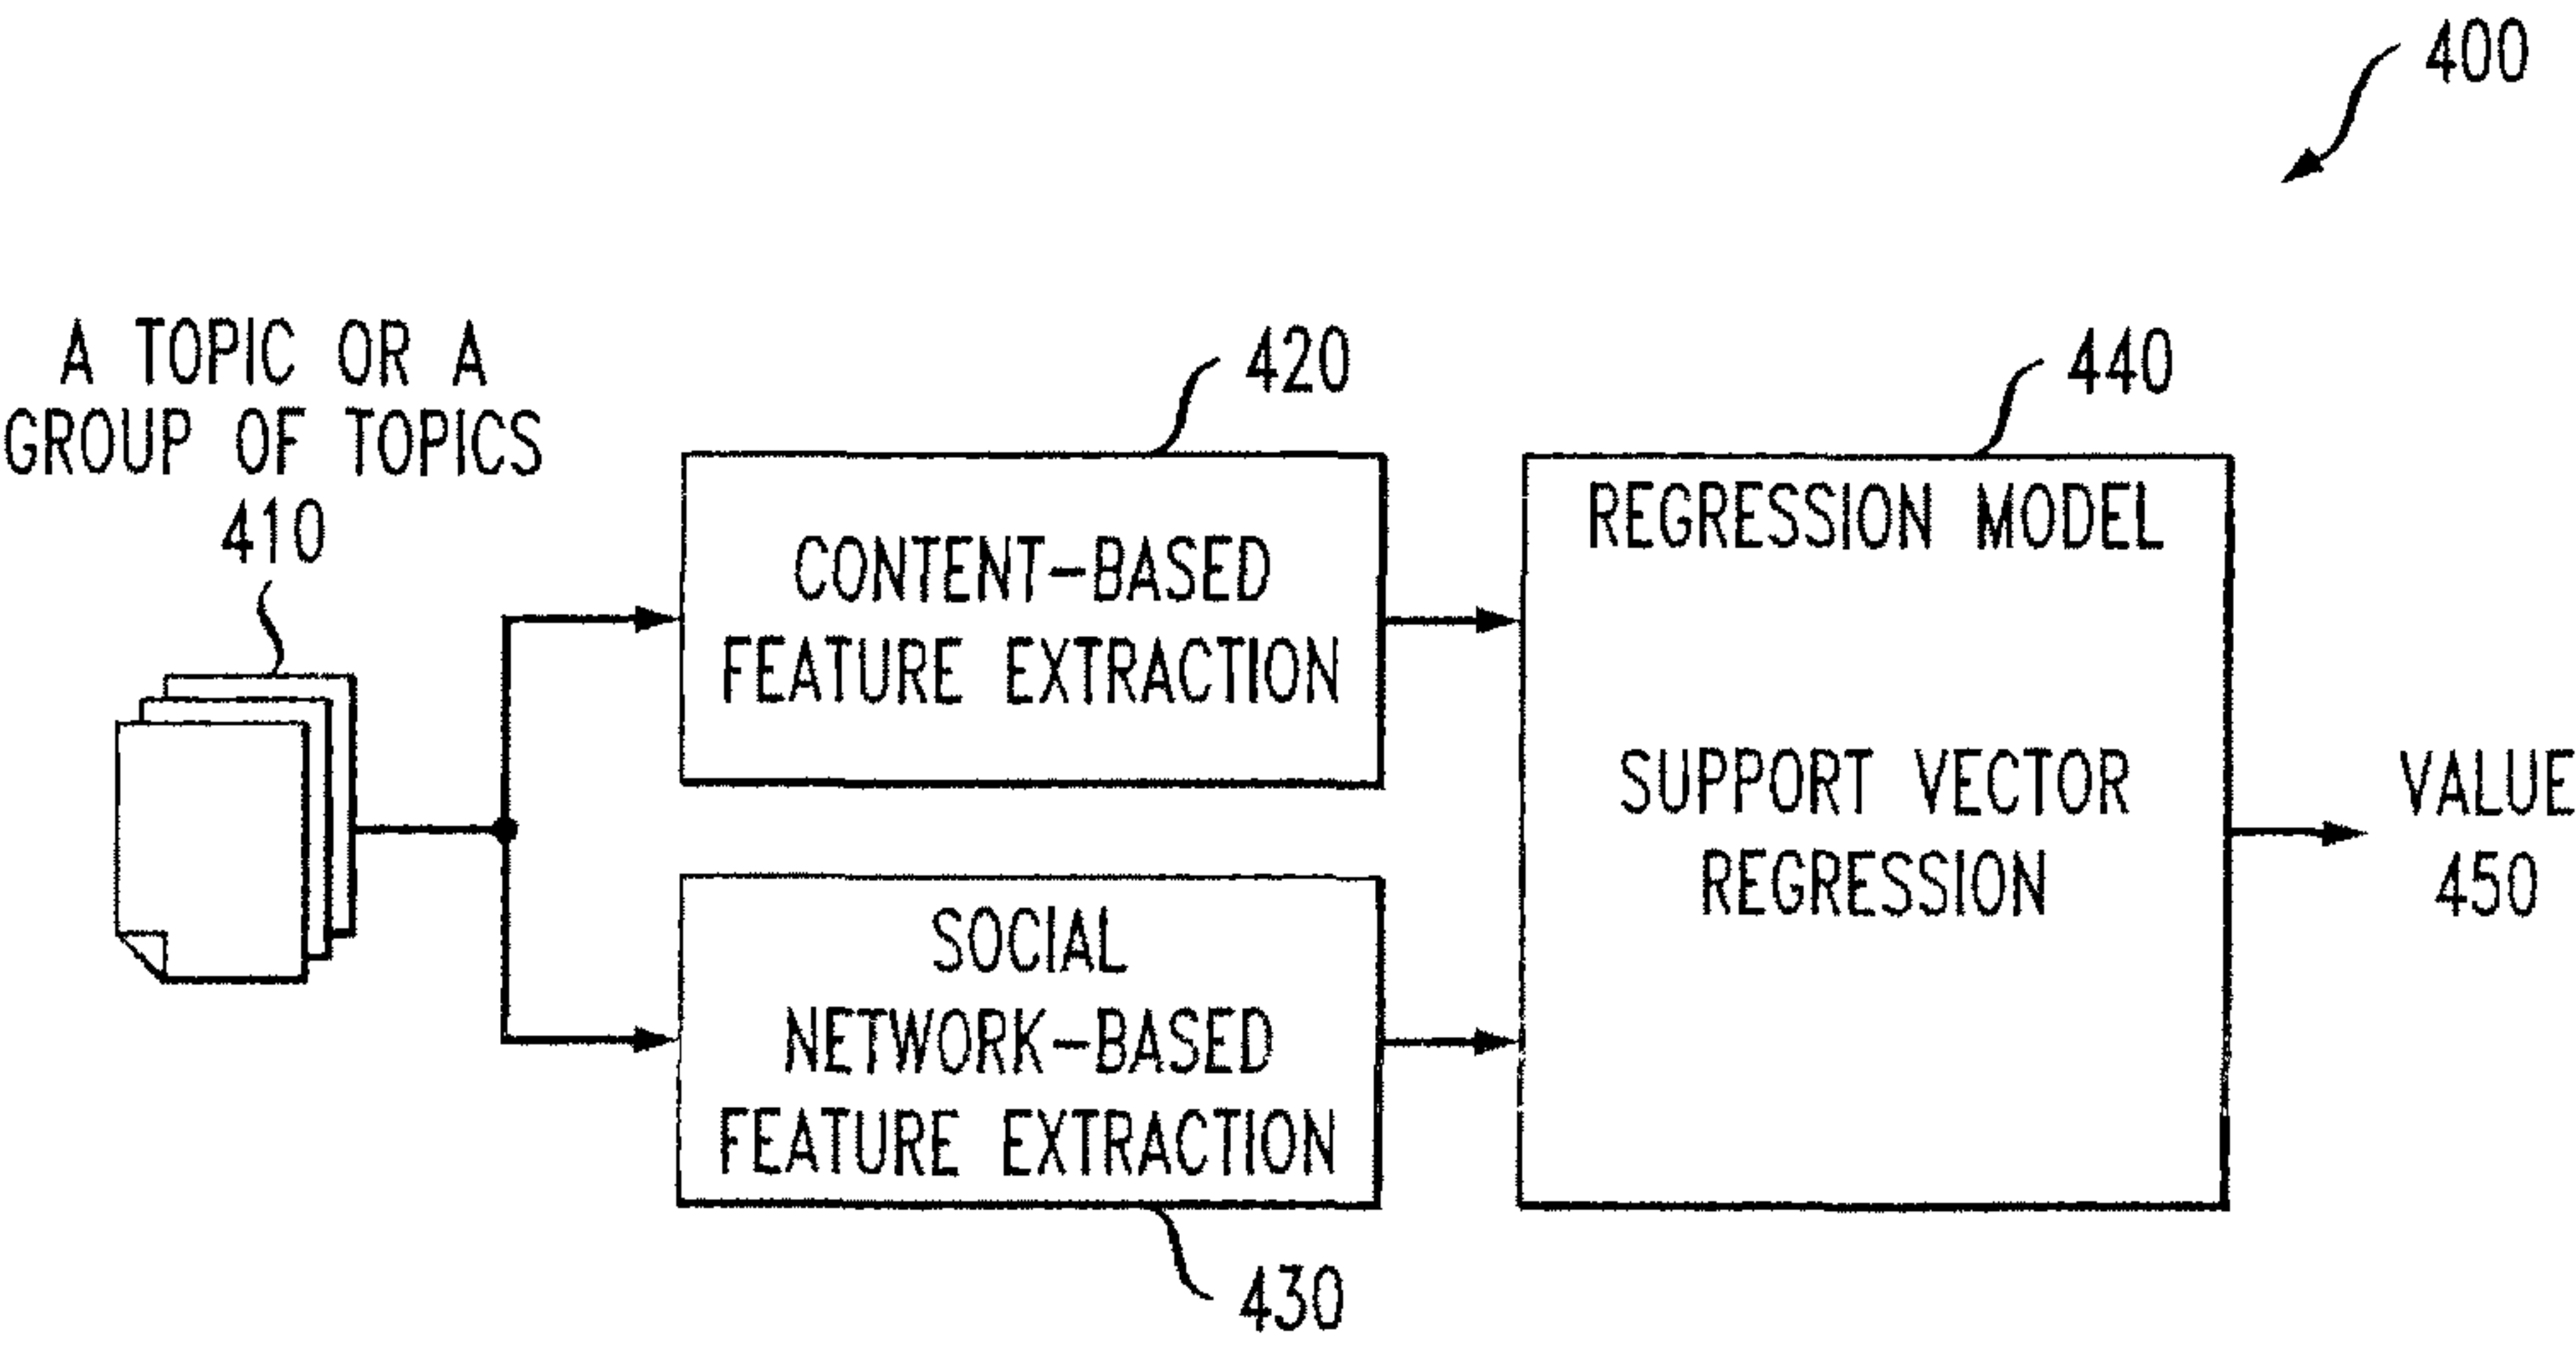 400
A TOPIC OR A
GROUP OF TOPICS
410
420
CONTENT-BASED
FEATURE EXTRACTION
SOCIAL
NETWORK-BASED
FEATURE EXTRACTION
430
440
REGRESSION MODEL
SUPPORT VECTOR
REGRESSION
VALUE
450